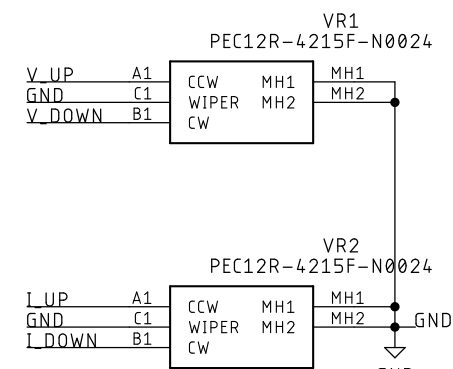 VR1
PEC12R-4215F-N0024
V_UP A1 CCW MH1 MH1
GND C1 WIPER MH2 MH2
V_DOWN B1 CW
VR2
PEC12R-4215F-N0024
I_UP A1 CCW MH1 MH1
GND C1 WIPER MH2 MH2 GND
I_DOWN B1 CW